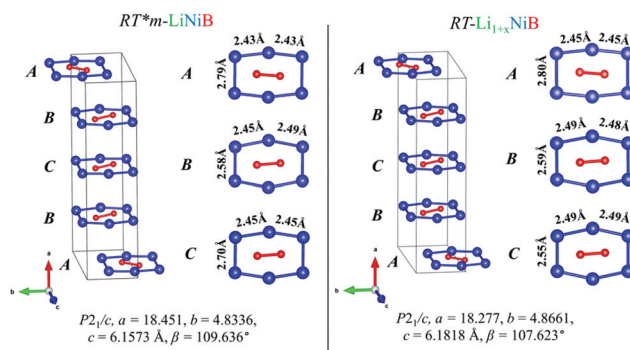 RT*m-LiNiB
A
B
C
B
A
a
b
c
2.43Å 2.43Å
A
2.79Å
2.45Å 2.49Å
B
2.58Å
2.45Å 2.45Å
C
2.70Å
P2₁/c, a = 18.451, b = 4.8336,
c = 6.1573 Å, β = 109.636°
RT-Li₁₊ₓNiB
A
B
C
B
A
a
b
c
2.45Å 2.45Å
A
2.80Å
2.49Å 2.48Å
B
2.59Å
2.49Å 2.49Å
C
2.55Å
P2₁/c, a = 18.277, b = 4.8661,
c = 6.1818 Å, β = 107.623°